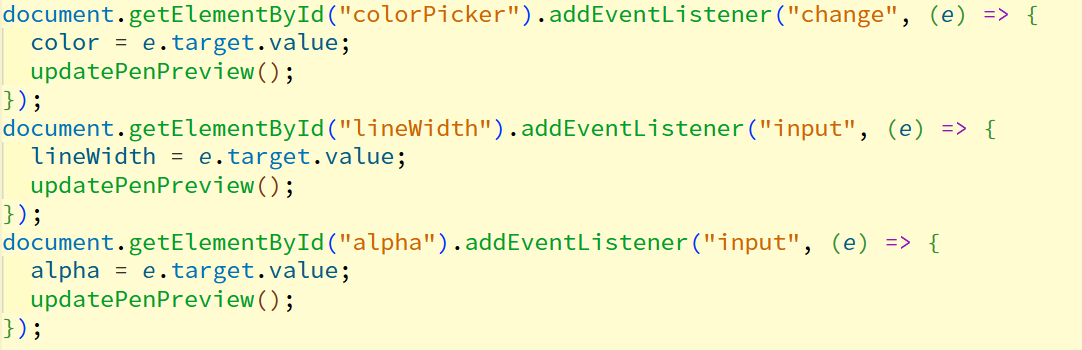 document.getElementById("colorPicker").addEventListener("change", (e) => {
  color = e.target.value;
  updatePenPreview();
});
document.getElementById("lineWidth").addEventListener("input", (e) => {
  lineWidth = e.target.value;
  updatePenPreview();
});
document.getElementById("alpha").addEventListener("input", (e) => {
  alpha = e.target.value;
  updatePenPreview();
});